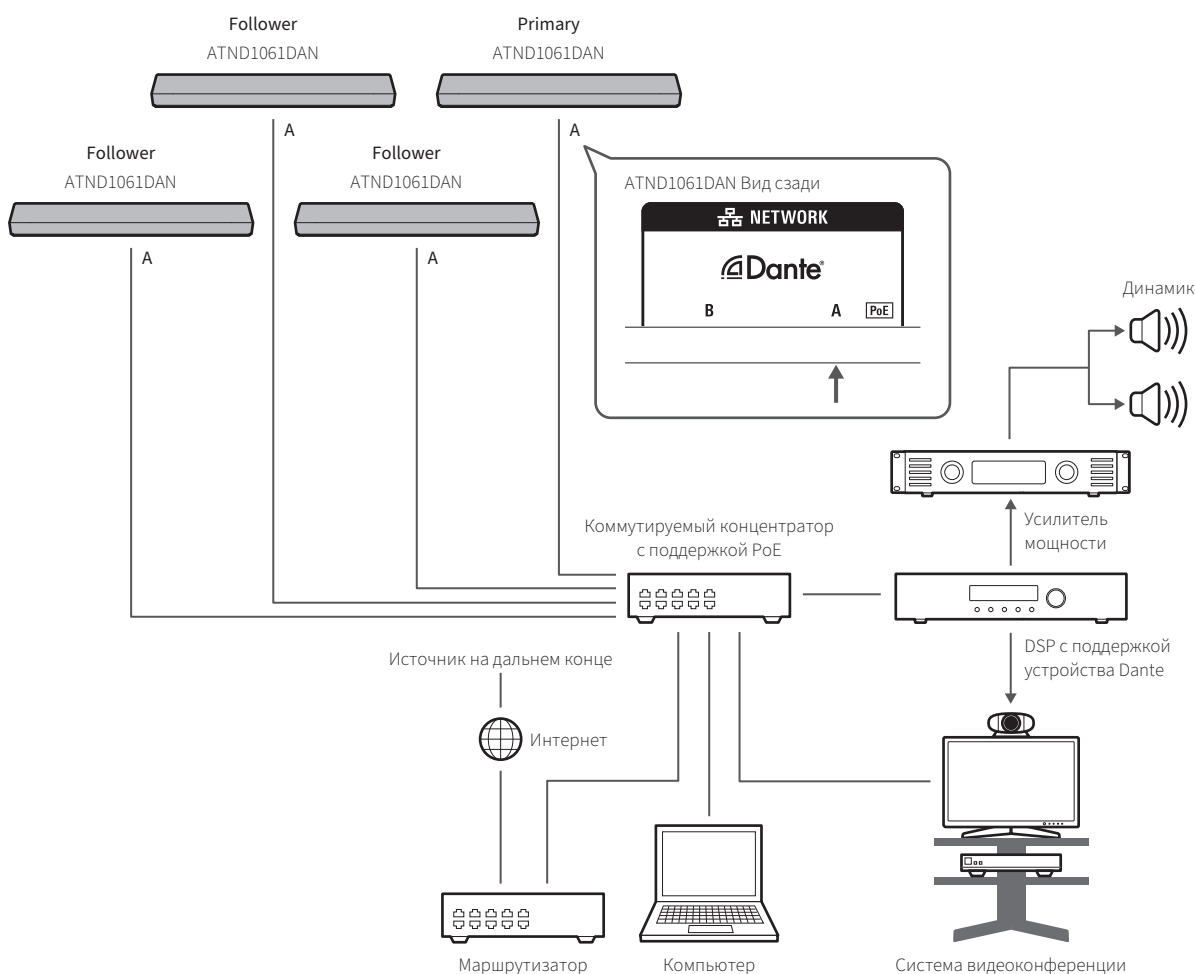 Follower
ATND1061DAN
Primary
ATND1061DAN
A
A
Follower
ATND1061DAN
Follower
ATND1061DAN
A
A
ATND1061DAN Вид сзади
NETWORK
Dante®
B
A
PoE
Динамик
Усилитель
мощности
Коммутируемый концентратор
с поддержкой PoE
DSP с поддержкой
устройства Dante
Источник на дальнем конце
Интернет
Маршрутизатор
Компьютер
Система видеоконференции